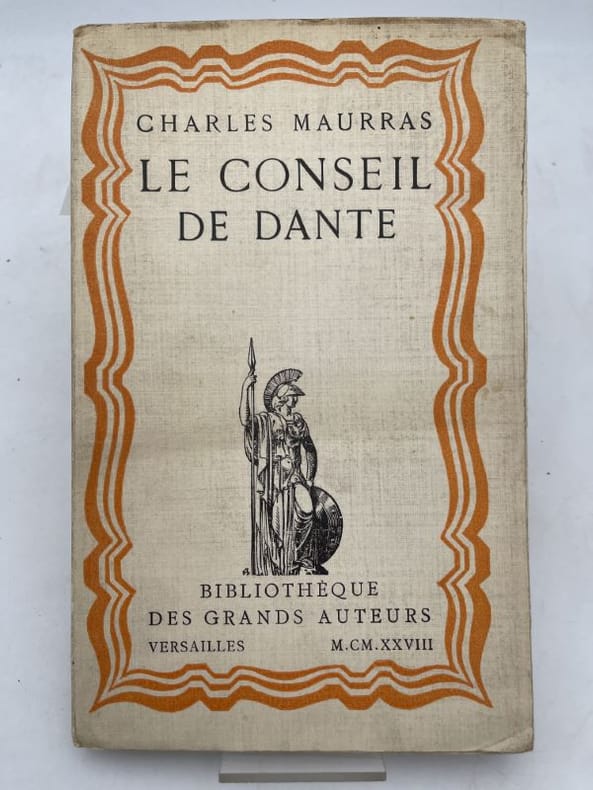 CHARLES MAURRAS
LE CONSEIL
DE DANTE
BIBLIOTHÈQUE
DES GRANDS AUTEURS
VERSAILLES M.CM.XXVIII